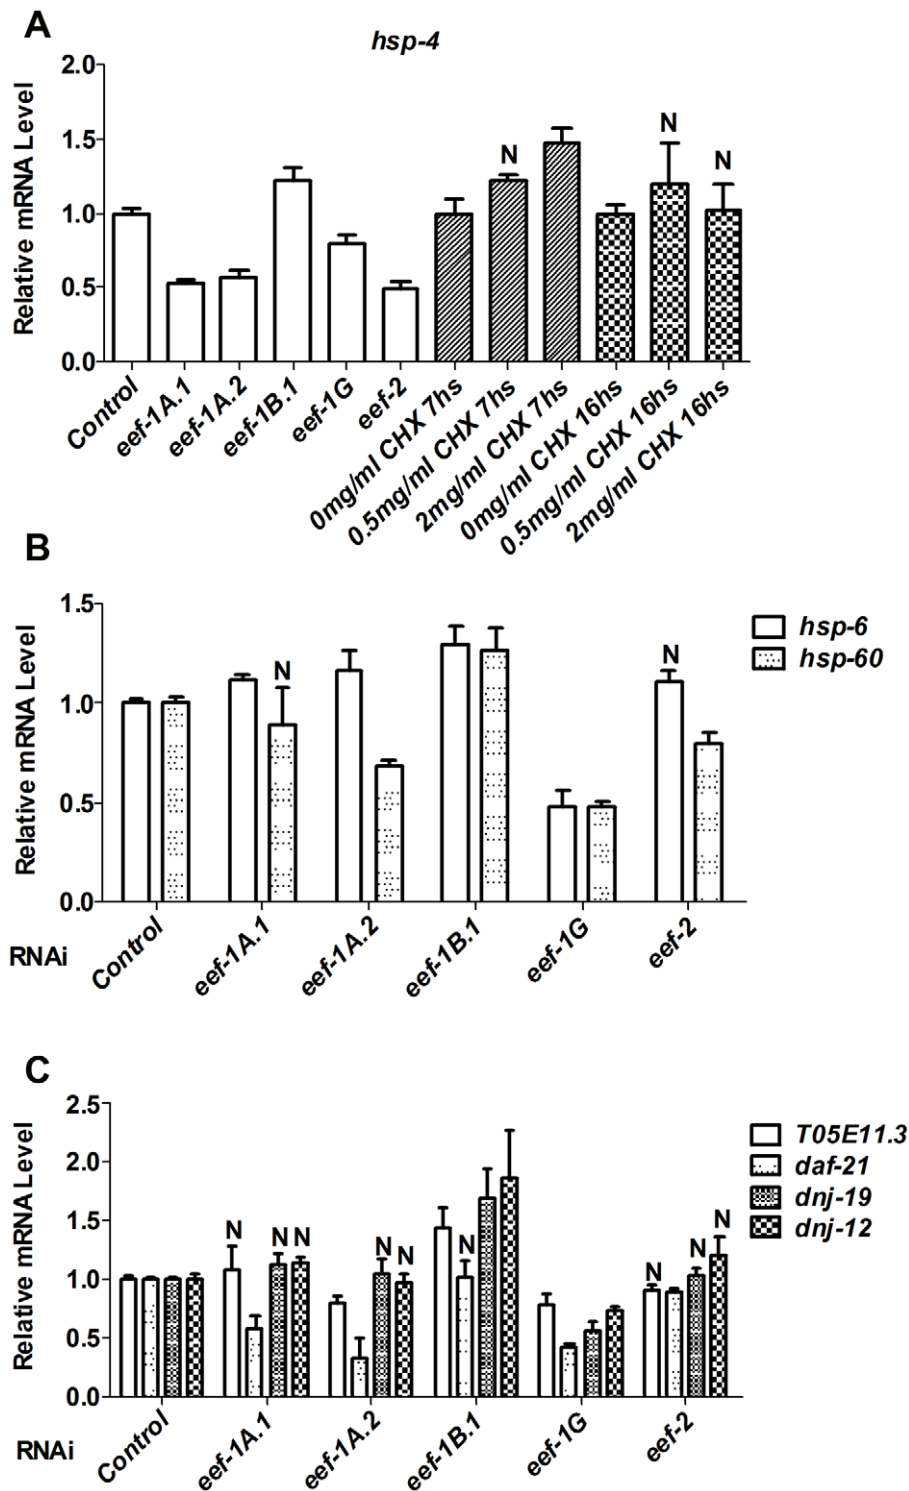 A
hsp-4
Relative mRNA Level
2.0
1.5
1.0
0.5
0.0
N
N
N
Control
eef-1A.1
eef-1A.2
eef-1B.1
eef-1G
eef-2
0mg/ml CHX 7hs
0.5mg/ml CHX 7hs
2mg/ml CHX 7hs
0mg/ml CHX 16hs
0.5mg/ml CHX 16hs
2mg/ml CHX 16hs
B
Relative mRNA Level
1.5
1.0
0.5
0.0
N
N
hsp-6
hsp-60
RNAi
Control
eef-1A.1
eef-1A.2
eef-1B.1
eef-1G
eef-2
C
Relative mRNA Level
2.5
2.0
1.5
1.0
0.5
0.0
N
N N
N N
N
N
N
N
T05E11.3
daf-21
dnj-19
dnj-12
RNAi
Control
eef-1A.1
eef-1A.2
eef-1B.1
eef-1G
eef-2